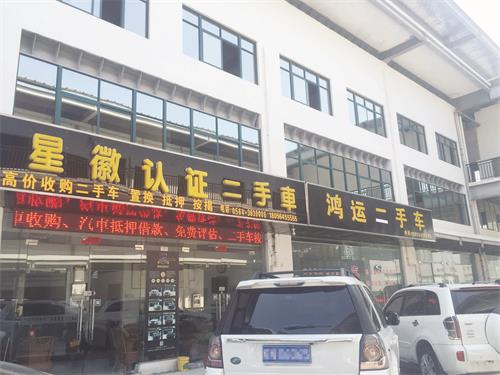 星徽认证二手車
高价收购二手车 置换 抵押 按揭
车收购、汽车抵押借款、免费评估、二手车按
鸿运二手车